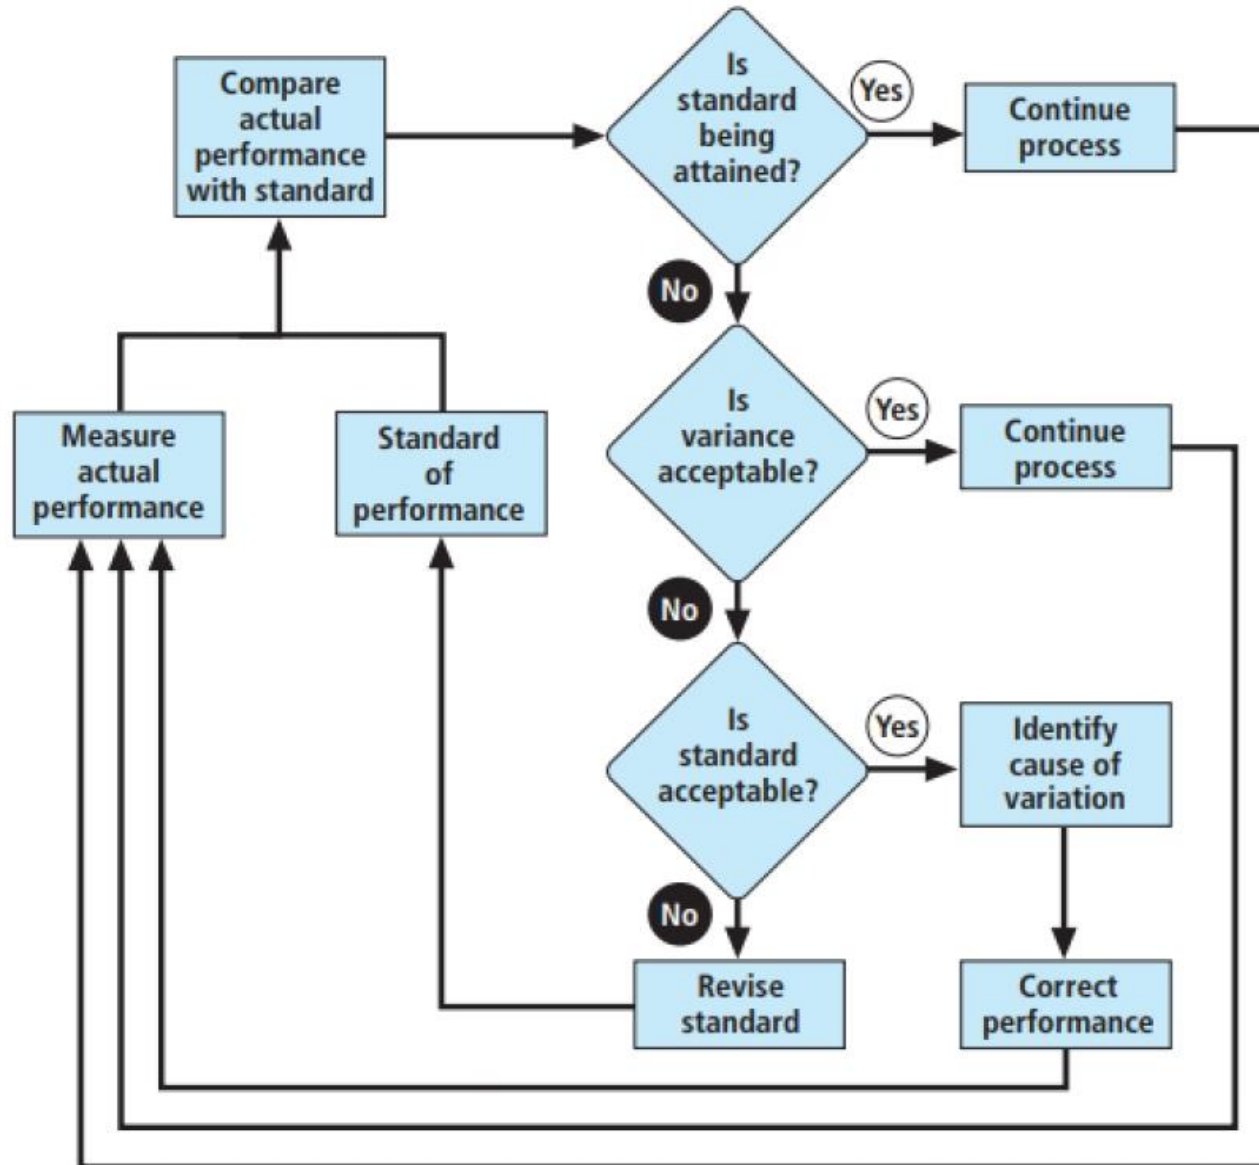 Compare
actual
performance
with standard
Is
standard
being
attained?
Yes
Continue
process
No
Measure
actual
performance
Standard
of
performance
Is
variance
acceptable?
Yes
Continue
process
No
Is
standard
acceptable?
Yes
Identify
cause of
variation
No
Revise
standard
Correct
performance